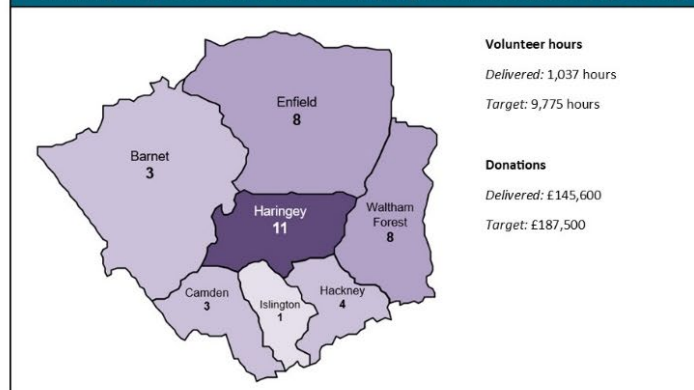 Enfield
8
Barnet
3
Haringey
11
Waltham
Forest
8
Camden
3
Islington
1
Hackney
4
Volunteer hours
Delivered: 1,037 hours
Target: 9,775 hours
Donations
Delivered: £145,600
Target: £187,500